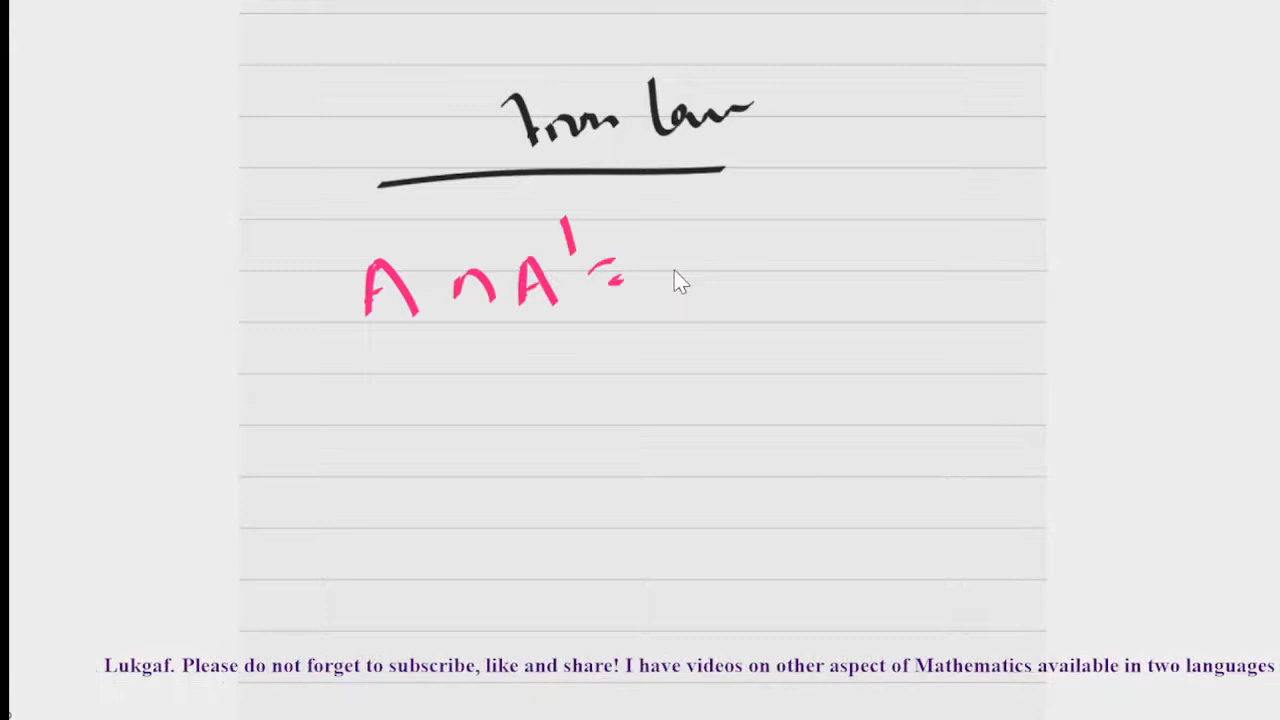 From Law
A ∩ A' =
Lukgaf. Please do not forget to subscribe, like and share! I have videos on other aspect of Mathematics available in two languages